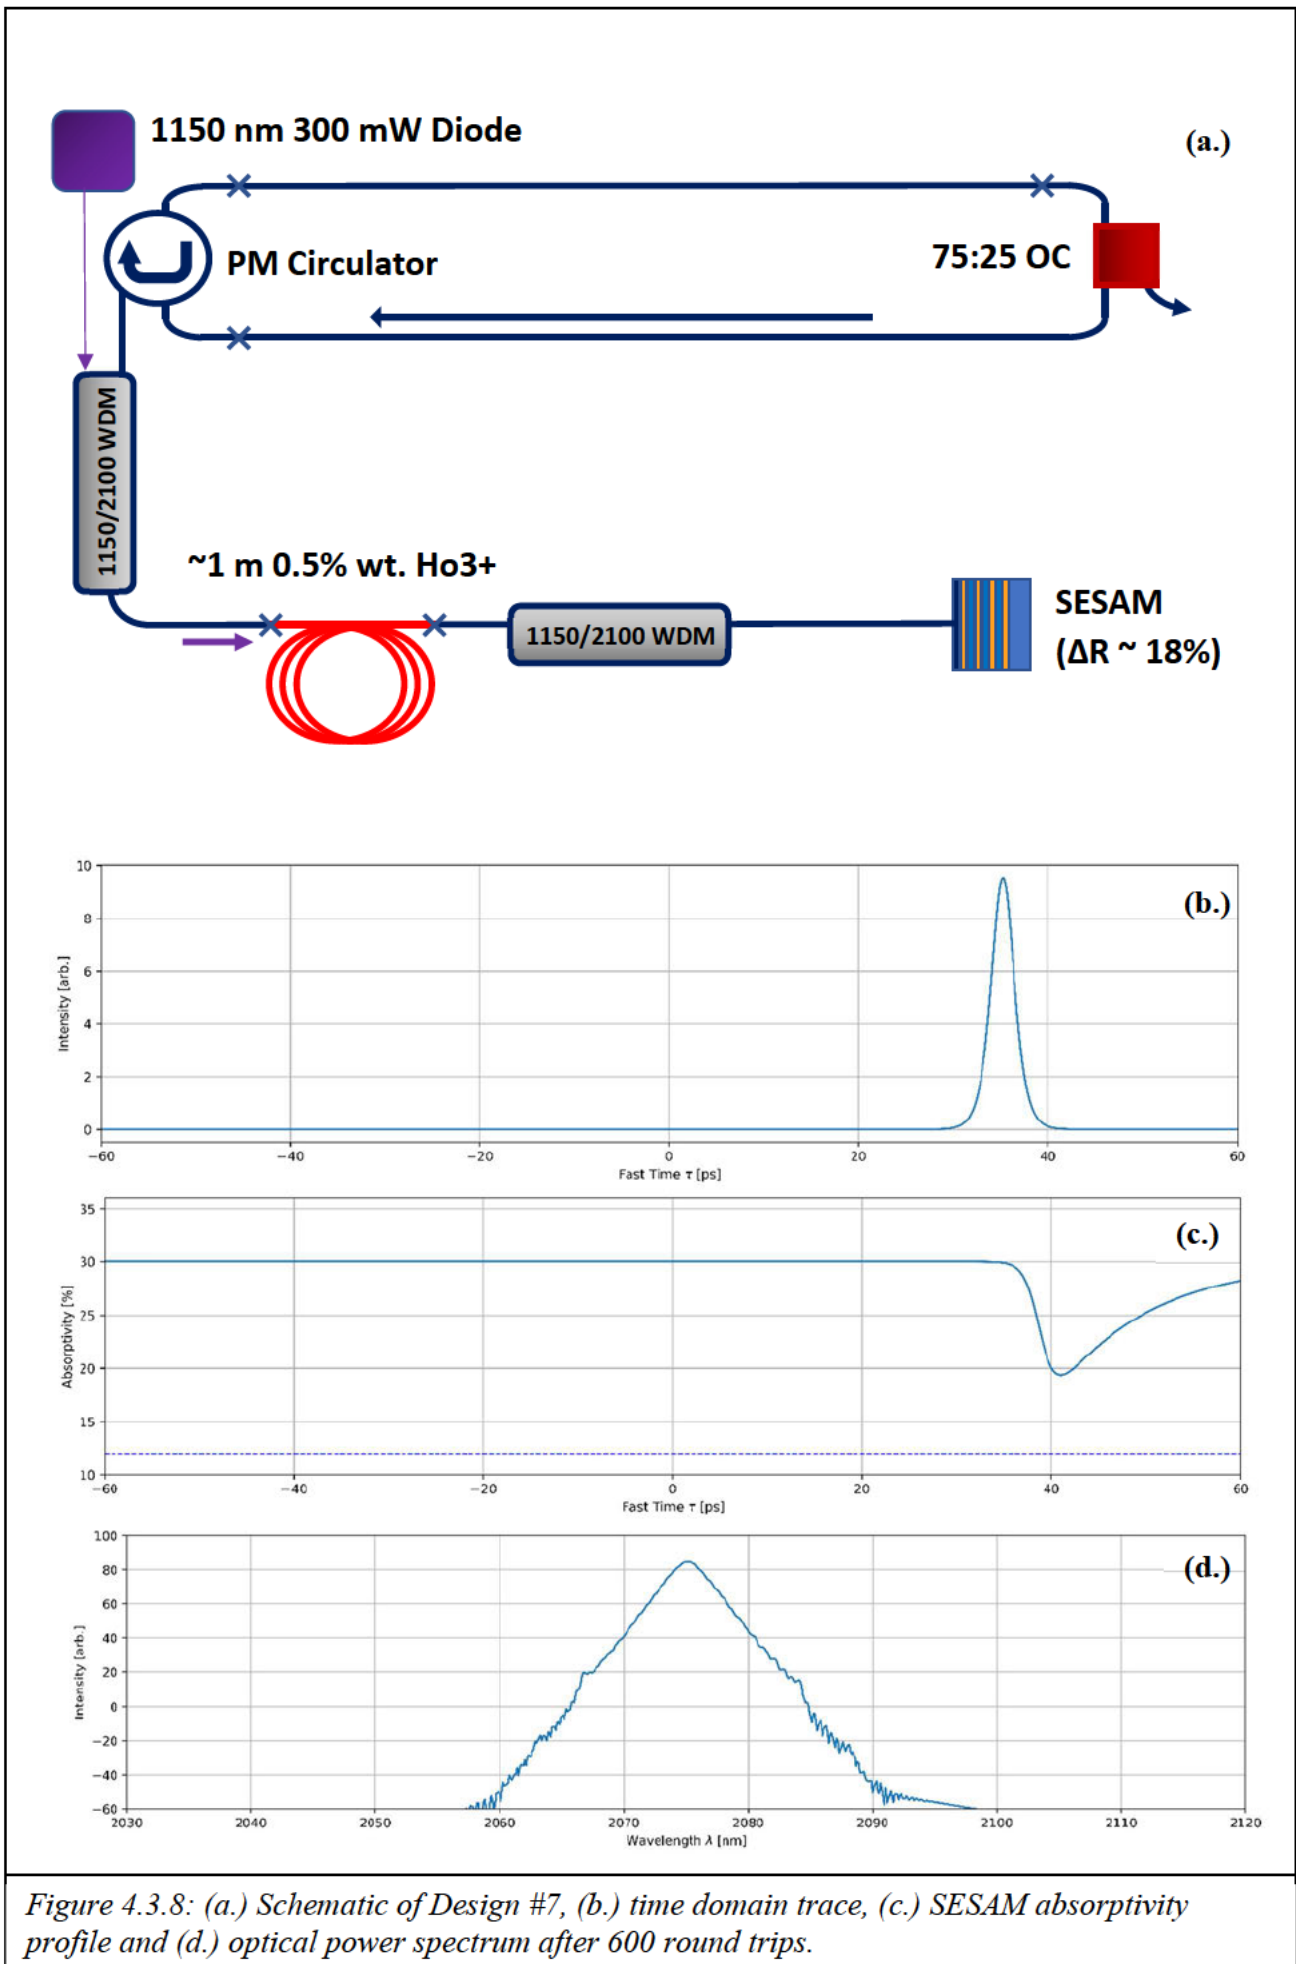 1150 nm 300 mW Diode
(a.)
PM Circulator
75:25 OC
1150/2100 WDM
~1 m 0.5% wt. Ho3+
1150/2100 WDM
SESAM
(ΔR ~ 18%)
10
8
6
4
2
0
Intensity [arb.]
(b.)
−60 −40 −20 0 20 40 60
Fast Time τ [ps]
35
30
25
20
15
10
Absorptivity [%]
(c.)
−60 −40 −20 0 20 40 60
Fast Time τ [ps]
100
80
60
40
20
0
−20
−40
−60
Intensity [arb.]
(d.)
2030 2040 2050 2060 2070 2080 2090 2100 2110 2120
Wavelength λ [nm]
Figure 4.3.8: (a.) Schematic of Design #7, (b.) time domain trace, (c.) SESAM absorptivity
profile and (d.) optical power spectrum after 600 round trips.